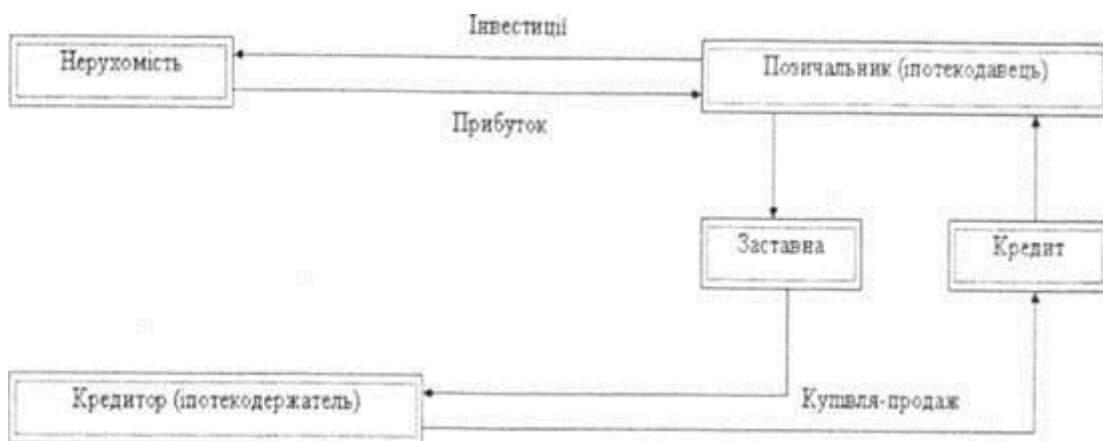 Інвестиції
Нерухомість
Позичальник (іпотекодавець)
Прибуток
Заставна
Кредит
Кредитор (іпотекодержатель)
Купівля-продаж